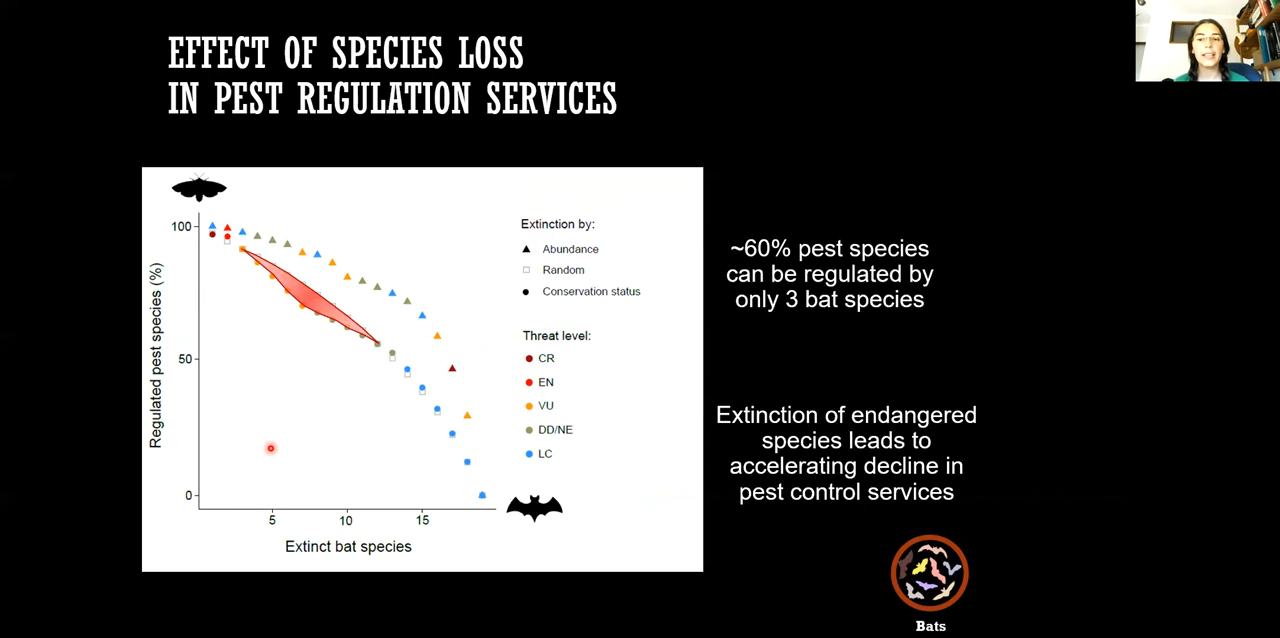 EFFECT OF SPECIES LOSS
IN PEST REGULATION SERVICES
Regulated pest species (%)
100
50
0
5
10
15
Extinct bat species
Extinction by:
Abundance
Random
Conservation status
Threat level:
CR
EN
VU
DD/NE
LC
~60% pest species
can be regulated by
only 3 bat species
Extinction of endangered
species leads to
accelerating decline in
pest control services
Bats